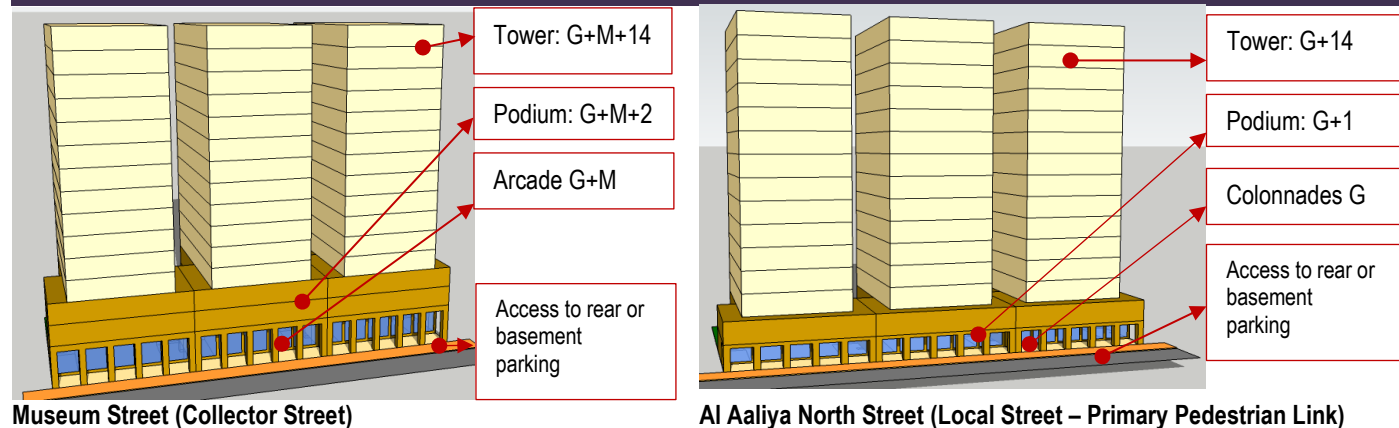 Tower: G+M+14
Podium: G+M+2
Arcade G+M
Access to rear or
basement
parking
Museum Street (Collector Street)
Tower: G+14
Podium: G+1
Colonnades G
Access to rear or
basement
parking
Al Aaliya North Street (Local Street – Primary Pedestrian Link)